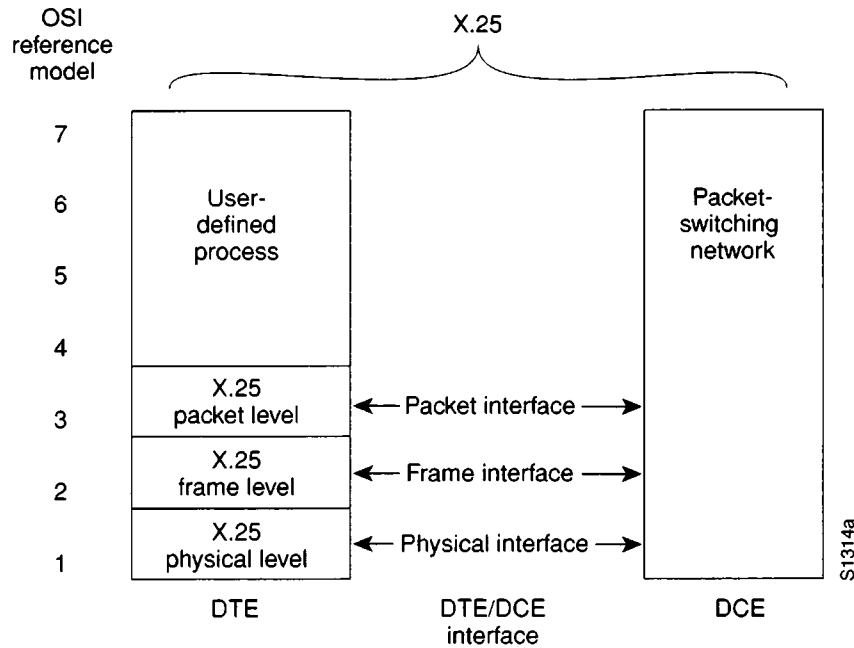 OSI
reference
model
X.25
7
6
5
4
3
2
1
User-
defined
process
X.25
packet level
X.25
frame level
X.25
physical level
Packet interface
Frame interface
Physical interface
Packet-
switching
network
DTE
DTE/DCE
interface
DCE
S1314a